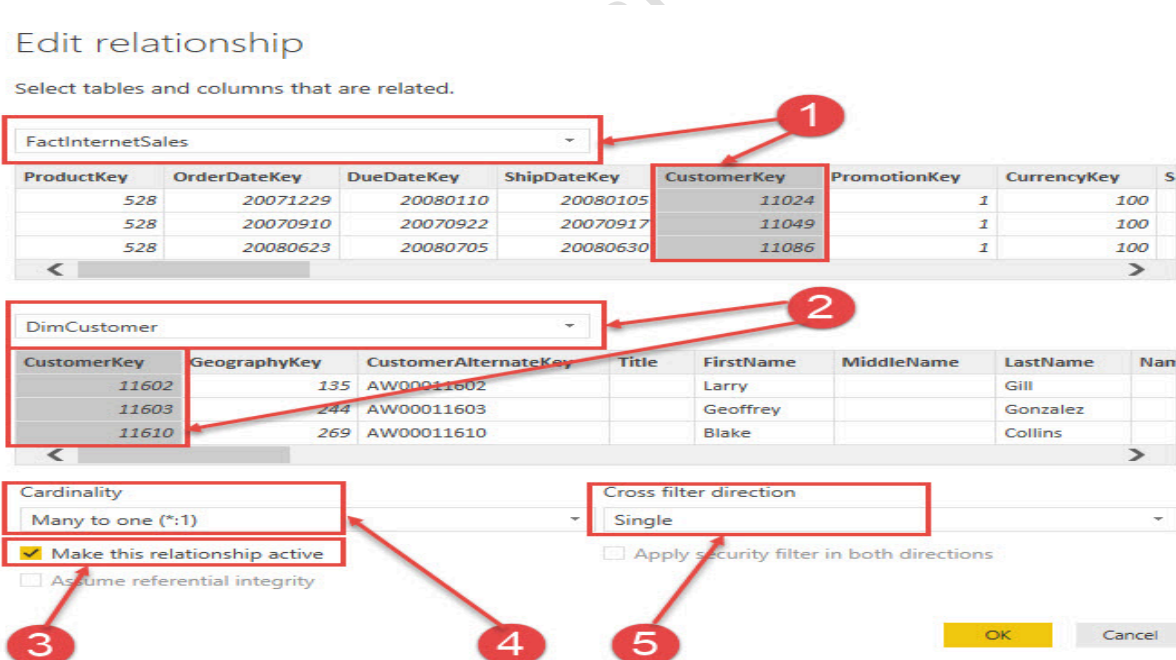 Edit relationship
Select tables and columns that are related.
1
FactInternetSales
ProductKey OrderDateKey DueDateKey ShipDateKey CustomerKey PromotionKey CurrencyKey S
528 20071229 20080110 20080105 11024 1 100
528 20070910 20070922 20070917 11049 1 100
528 20080623 20080705 20080630 11086 1 100
2
DimCustomer
CustomerKey GeographyKey CustomerAlternateKey Title FirstName MiddleName LastName Nam
11602 135 AW00011602 Larry Gill
11603 244 AW00011603 Geoffrey Gonzalez
11610 269 AW00011610 Blake Collins
Cardinality Cross filter direction
Many to one (*:1) Single
Make this relationship active Apply security filter in both directions
Assume referential integrity
3 4 5 OK Cancel